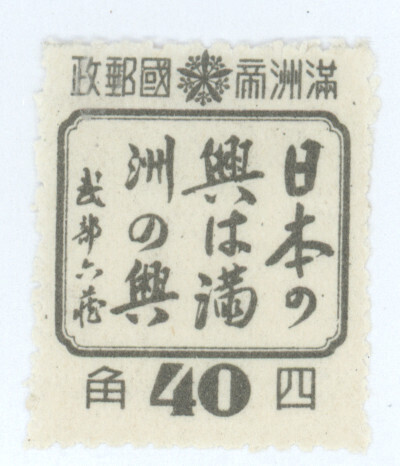 滿洲帝國郵政
日本の
興は滿
洲の興
武部六蔵
四 40 角